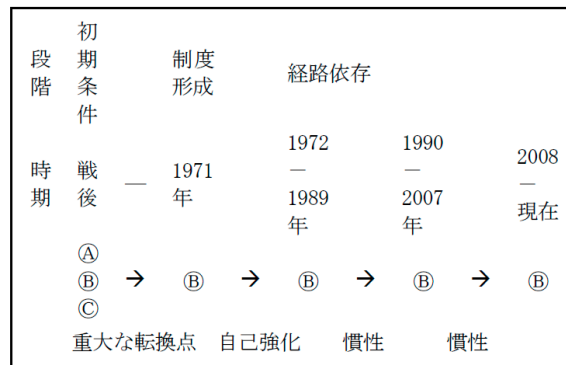 段階 初期条件 制度形成 経路依存
時期 戦後 — 1971年 1972—1989年 1990—2007年 2008—現在
Ⓐ
Ⓑ → Ⓑ → Ⓑ → Ⓑ → Ⓑ
Ⓒ
重大な転換点 自己強化 慣性 慣性